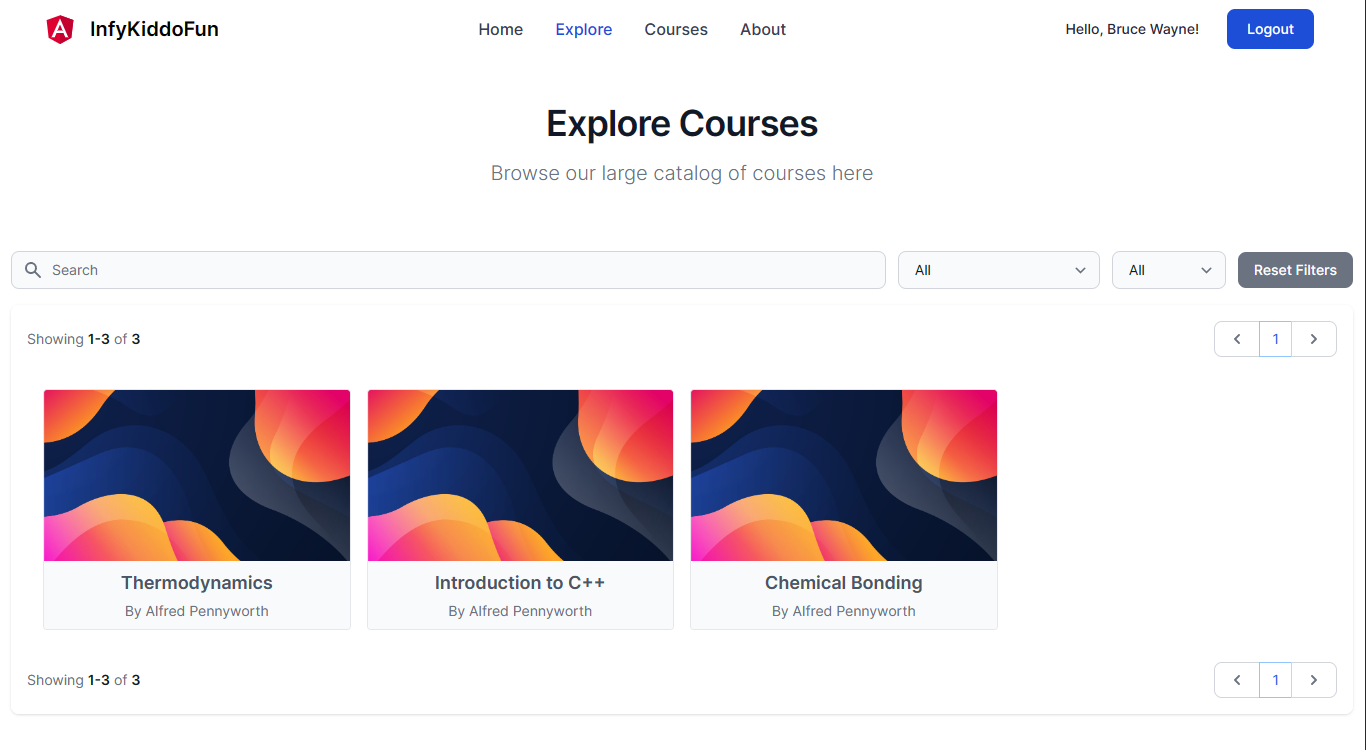 InfyKiddoFun
Home Explore Courses About
Hello, Bruce Wayne! Logout
Explore Courses
Browse our large catalog of courses here
Search All All Reset Filters
Showing 1-3 of 3 1
Thermodynamics
By Alfred Pennyworth
Introduction to C++
By Alfred Pennyworth
Chemical Bonding
By Alfred Pennyworth
Showing 1-3 of 3 1